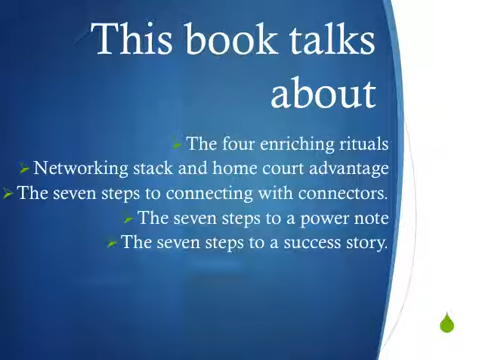 This book talks
about
The four enriching rituals
Networking stack and home court advantage
The seven steps to connecting with connectors.
The seven steps to a power note
The seven steps to a success story.